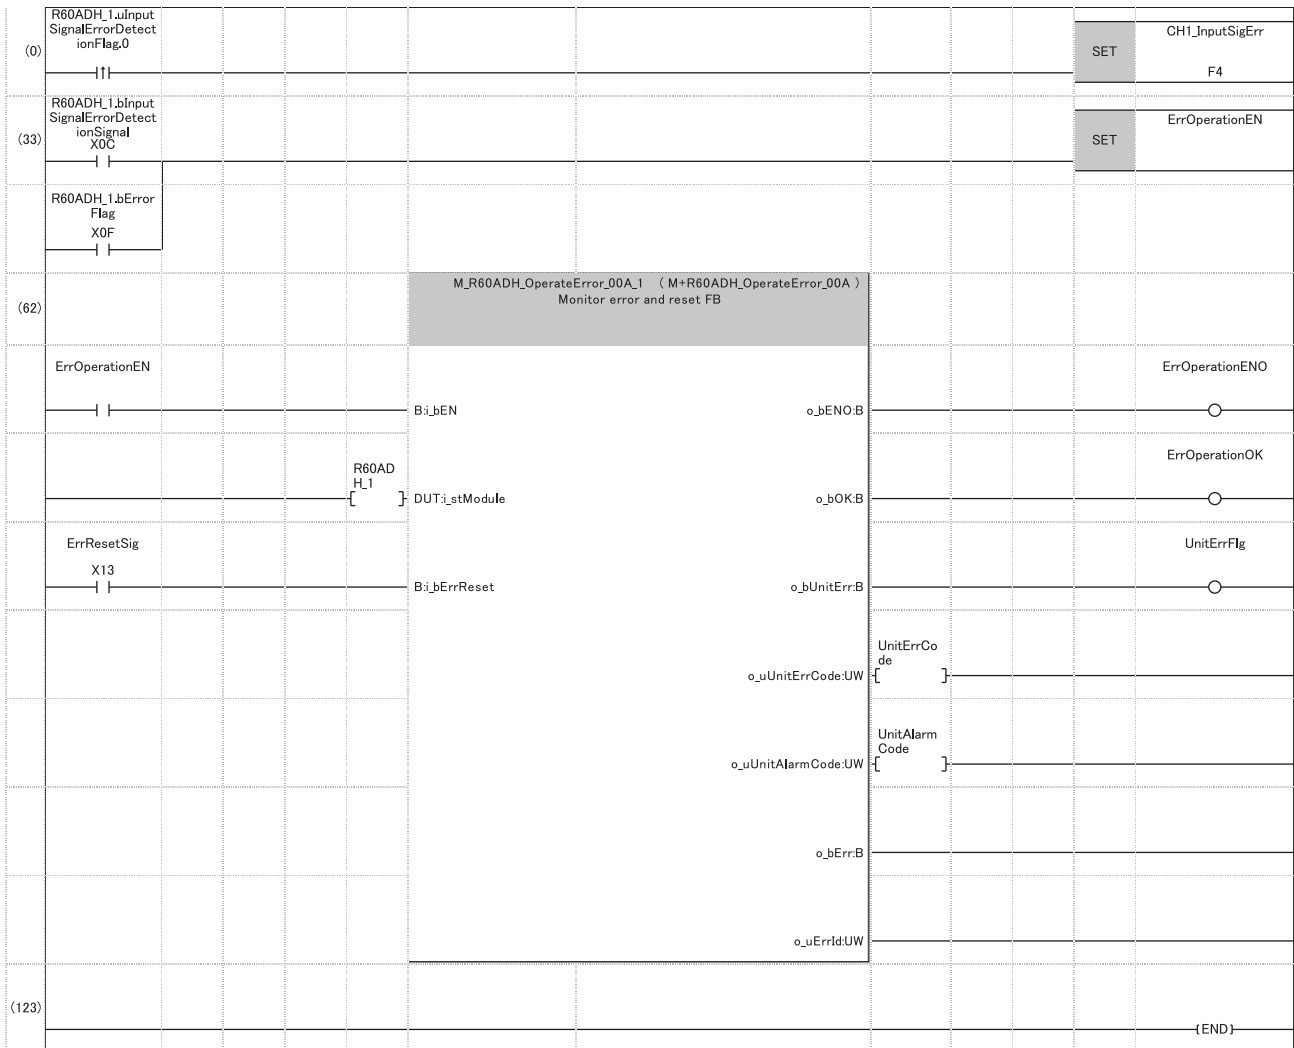 R60ADH_1.uInput
SignalErrorDetect
ionFlag.0
(0)
SET
CH1_InputSigErr
F4
R60ADH_1.bInput
SignalErrorDetect
ionSignal
X0C
(33)
SET
ErrOperationEN
R60ADH_1.bError
Flag
X0F
(62)
M_R60ADH_OperateError_00A_1 ( M+R60ADH_OperateError_00A )
Monitor error and reset FB
ErrOperationEN
B:i_bEN
o_bENO:B
ErrOperationENO
R60AD
H_1
DUT:i_stModule
o_bOK:B
ErrOperationOK
ErrResetSig
X13
B:i_bErrReset
o_bUnitErr:B
UnitErrFlg
o_uUnitErrCode:UW
UnitErrCo
de
o_uUnitAlarmCode:UW
UnitAlarm
Code
o_bErr:B
o_uErrId:UW
(123)
{END}